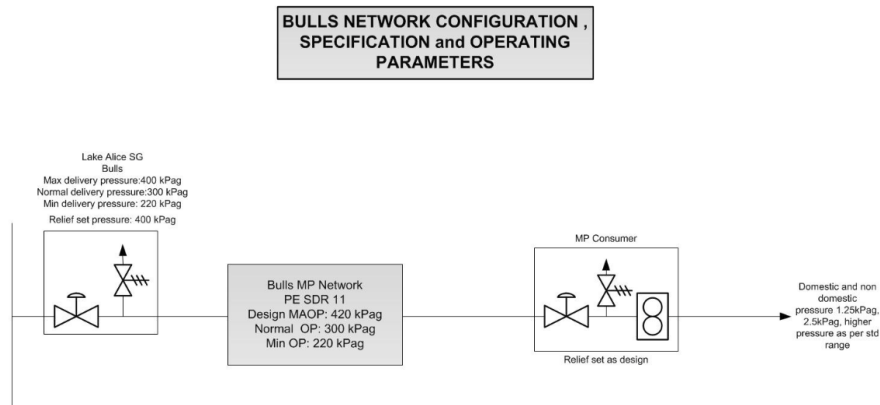 BULLS NETWORK CONFIGURATION ,
SPECIFICATION and OPERATING
PARAMETERS
Lake Alice SG
Bulls
Max delivery pressure:400 kPag
Normal delivery pressure:300 kPag
Min delivery pressure: 220 kPag
Relief set pressure: 400 kPag
Bulls MP Network
PE SDR 11
Design MAOP: 420 kPag
Normal OP: 300 kPag
Min OP: 220 kPag
MP Consumer
Relief set as design
Domestic and non
domestic
pressure 1.25kPag,
2.5kPag, higher
pressure as per std
range